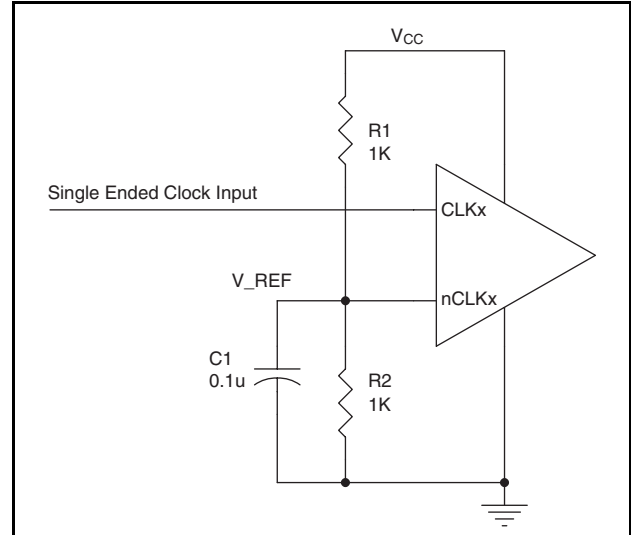 VCC
R1
1K
Single Ended Clock Input
CLKx
V_REF
nCLKx
C1
0.1u
R2
1K